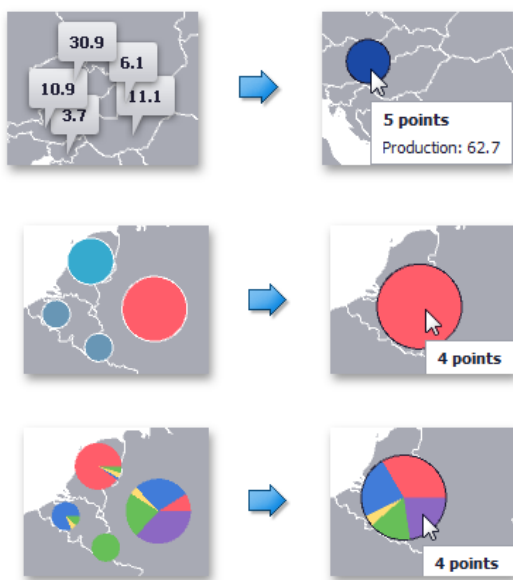 30.9
6.1
10.9
11.1
3.7
5 points
Production: 62.7
4 points
4 points